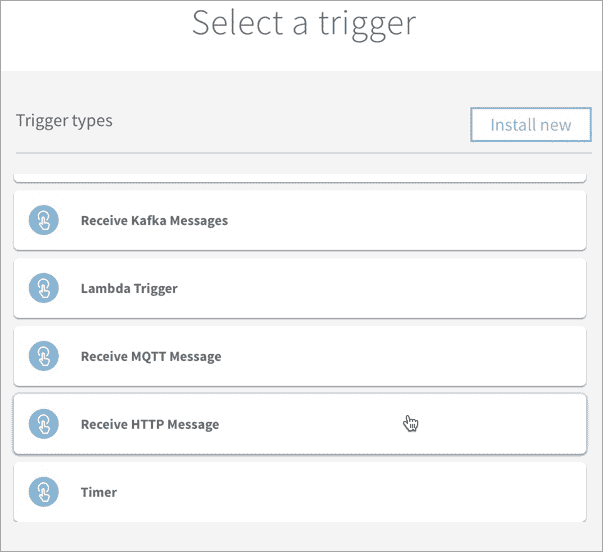 Select a trigger
Trigger types
Install new
Receive Kafka Messages
Lambda Trigger
Receive MQTT Message
Receive HTTP Message
Timer